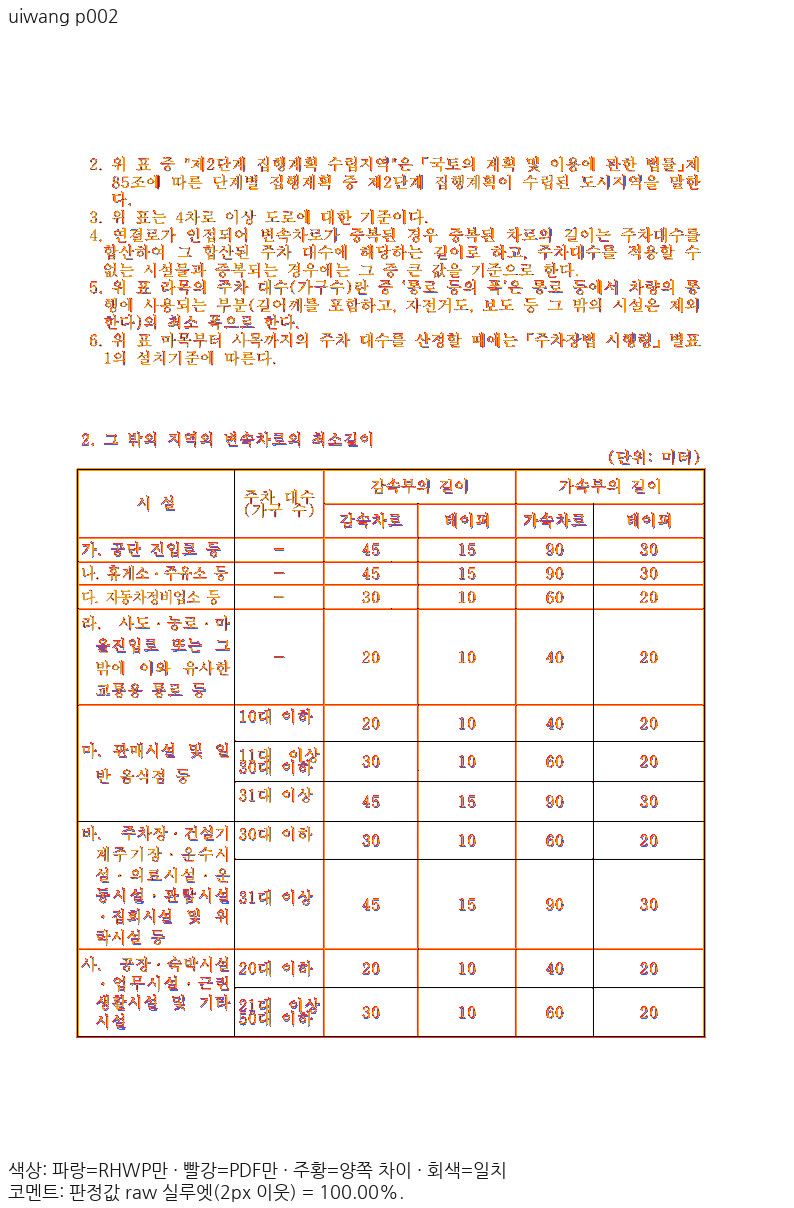 uiwang p002
2. 위 표 중 "제2단계 집행계획 수립지역"은 「국토의 계획 및 이용에 관한 법률」제
85조에 따른 단계별 집행계획 중 제2단계 집행계획이 수립된 도시지역을 말한
다.
3. 위 표는 4차로 이상 도로에 대한 기준이다.
4. 연결로가 인접되어 변속차로가 중복된 경우 중복된 차로의 길이는 주차대수를
합산하여 그 합산된 주차 대수에 해당하는 길이로 하고, 주차대수를 적용할 수
없는 시설물과 중복되는 경우에는 그 중 큰 값을 기준으로 한다.
5. 위 표 라목의 주차 대수(가구수)란 중 '통로 등의 폭'은 통로 등에서 차량의 통
행에 사용되는 부분(길어깨를 포함하고, 자전거도, 보도 등 그 밖의 시설은 제외
한다)의 최소 폭으로 한다.
6. 위 표 마목부터 사목까지의 주차 대수를 산정할 때에는 「주차장법 시행령」 별표
1의 설치기준에 따른다.
2. 그 밖의 지역의 변속차로의 최소길이
(단위: 미터)
시 설 주차 대수 (가구 수) 감속부의 길이 가속부의 길이
감속차로 테이퍼 가속차로 테이퍼
가. 공단 진입로 등 - 45 15 90 30
나. 휴게소·주유소 등 - 45 15 90 30
다. 자동차정비업소 등 - 30 10 60 20
라. 사도·농로·마
을진입로 또는 그
밖에 이와 유사한
교통용 통로 등 - 20 10 40 20
마. 판매시설 및 일
반 음식점 등
10대 이하 20 10 40 20
11대 이상
30대 이하 30 10 60 20
31대 이상 45 15 90 30
바. 주차장·건설기
계주기장·운수시
설·의료시설·운
동시설·관람시설
·집회시설 및 위
락시설 등
30대 이하 30 10 60 20
31대 이상 45 15 90 30
사. 공장·숙박시설
·업무시설·근린
생활시설 및 기타
시설
20대 이하 20 10 40 20
21대 이상
50대 이하 30 10 60 20
색상: 파랑=RHWP만 · 빨강=PDF만 · 주황=양쪽 차이 · 회색=일치
코멘트: 판정값 raw 실루엣(2px 이웃) = 100.00%.